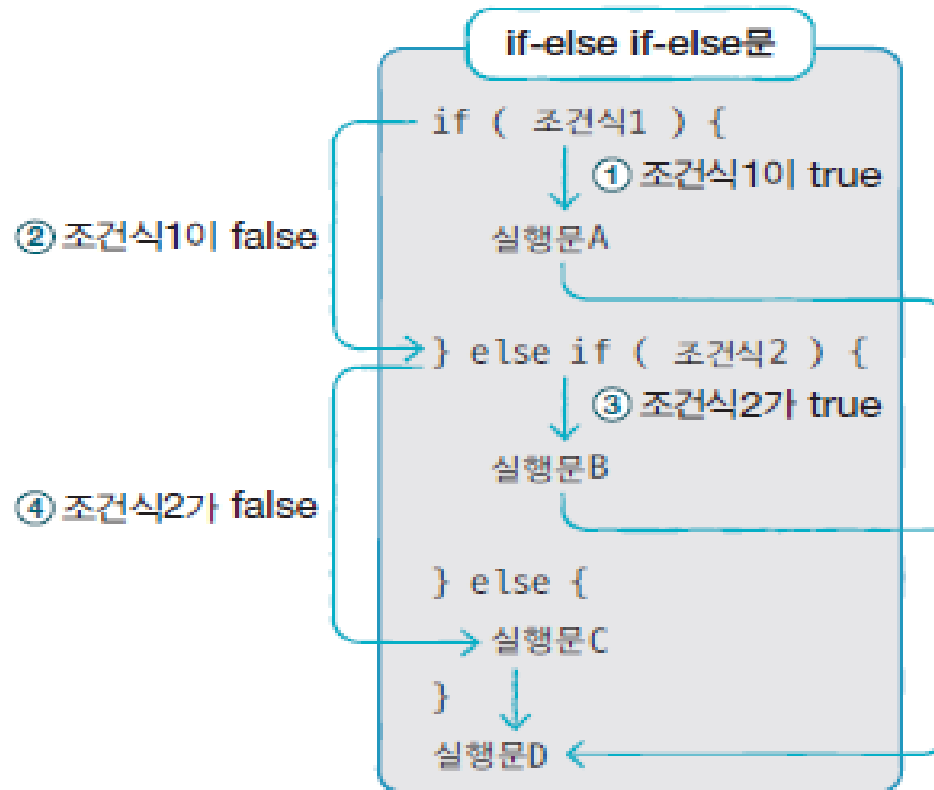 if-else if-else문
if ( 조건식1 ) {
① 조건식1이 true
② 조건식1이 false
실행문A
} else if ( 조건식2 ) {
③ 조건식2가 true
실행문B
④ 조건식2가 false
} else {
실행문C
}
실행문D